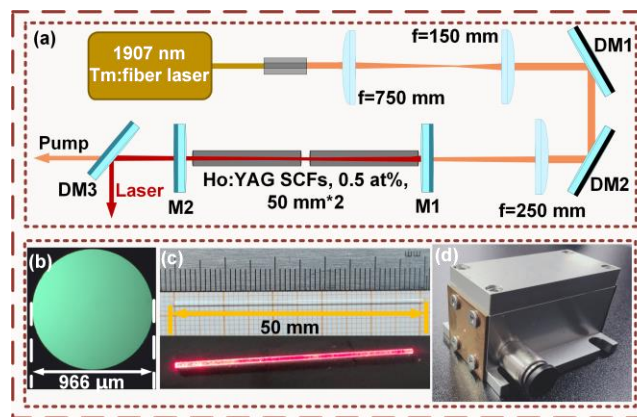 (a)
1907 nm
Tm:fiber laser
f=750 mm
f=150 mm
DM1
DM2
f=250 mm
Pump
DM3
Laser
M2
Ho:YAG SCFs, 0.5 at%,
50 mm*2
M1
(b)
966 μm
(c)
50 mm
(d)